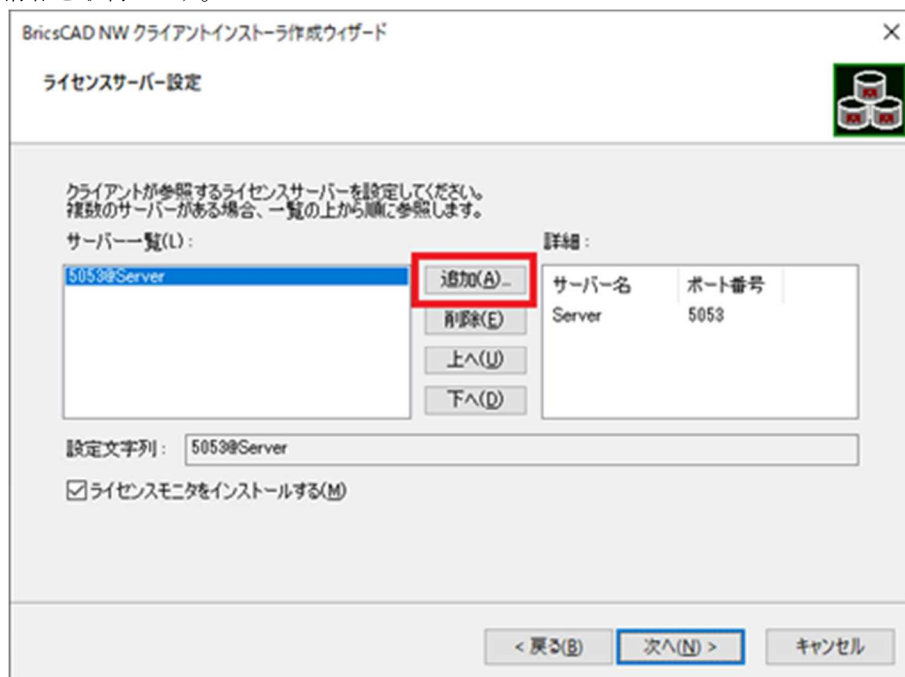 BricsCAD NW クライアントインストーラ作成ウィザード
ライセンスサーバー設定
クライアントが参照するライセンスサーバーを設定してください。
複数のサーバーがある場合、一覧の上から順に参照します。
サーバー一覧(L):
詳細:
5053@Server
追加(A)...
削除(E)
上へ(U)
下へ(D)
サーバー名 ポート番号
Server 5053
設定文字列: 5053@Server
ライセンスモニタをインストールする(M)
< 戻る(B) 次へ(N) > キャンセル